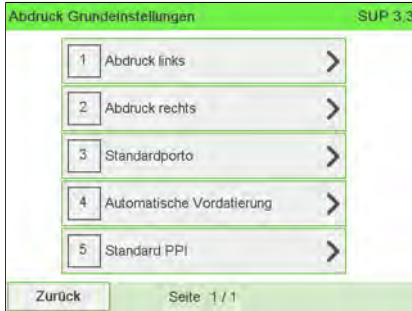 Abdruck Grundeinstellungen SUP 3.3
1 Abdruck links
2 Abdruck rechts
3 Standardporto
4 Automatische Vordatierung
5 Standard PPI
Zurück Seite 1 / 1